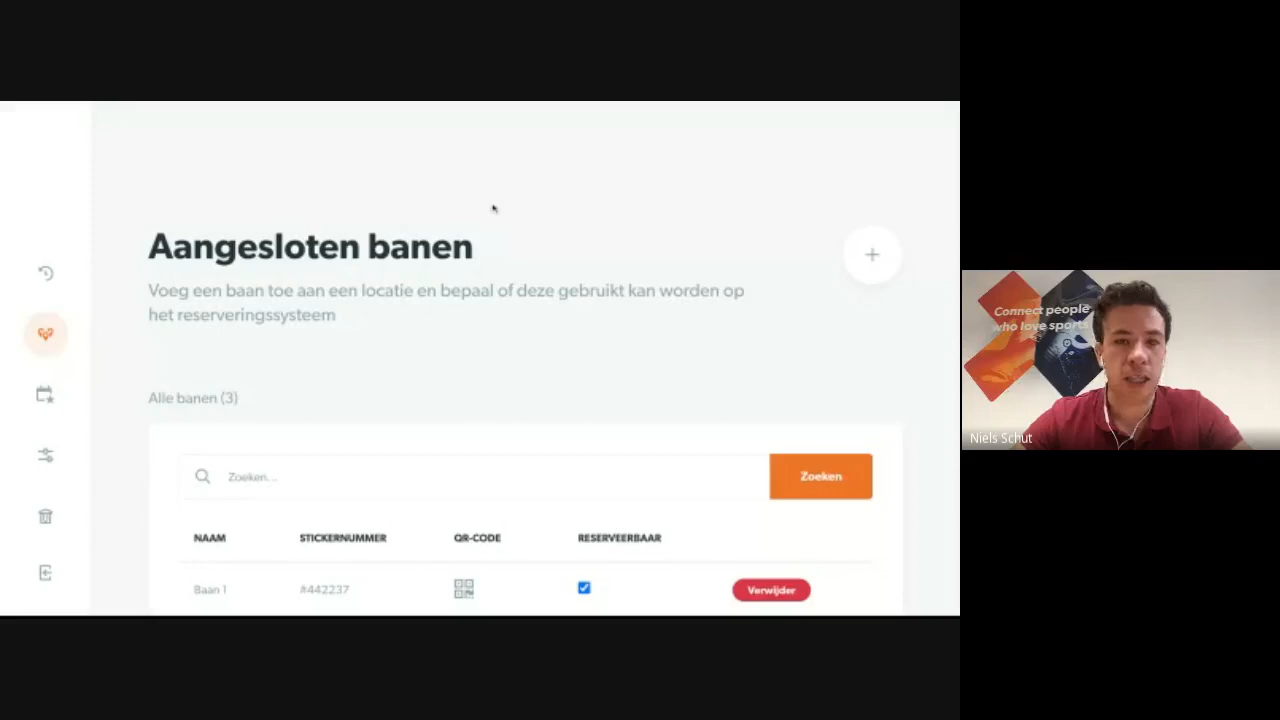 Aangesloten banen
Voeg een baan toe aan een locatie en bepaal of deze gebruikt kan worden op
het reserveringssysteem
Alle banen (3)
Zoeken...
Zoeken
NAAM STICKERNUMMER QR-CODE RESERVEERBAAR
Baan 1 #442237 Verwijder
Connect people
who love sports
Niels Schut